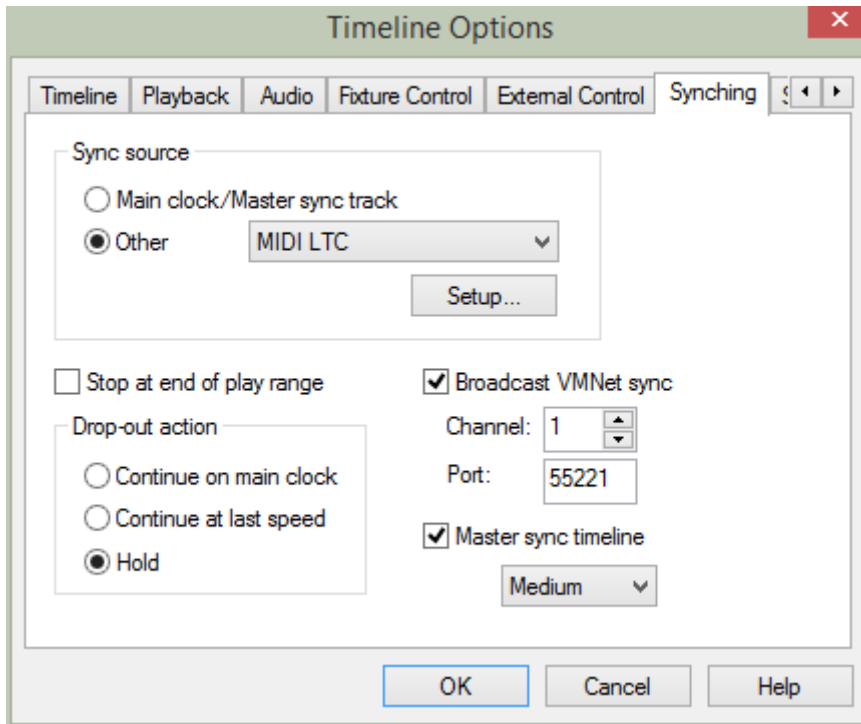 Timeline Options
Timeline Playback Audio Fixture Control External Control Synching
Sync source
Main clock/Master sync track
Other MIDI LTC
Setup...
Stop at end of play range
Broadcast VMNet sync
Drop-out action
Channel: 1
Continue on main clock
Port: 55221
Continue at last speed
Master sync timeline
Hold
Medium
OK Cancel Help